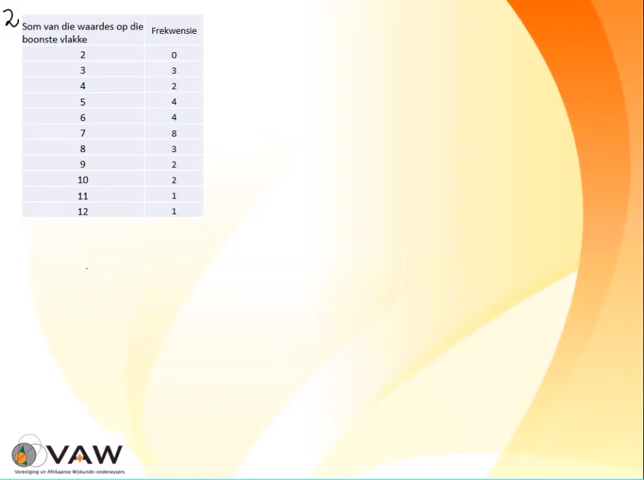 2
Som van die waardes op die
boonste vlakke
Frekwensie
2 0
3 3
4 2
5 4
6 4
7 8
8 3
9 2
10 2
11 1
12 1
VAW
Vereniging vir Afrikaanse Wiskunde-onderwysers